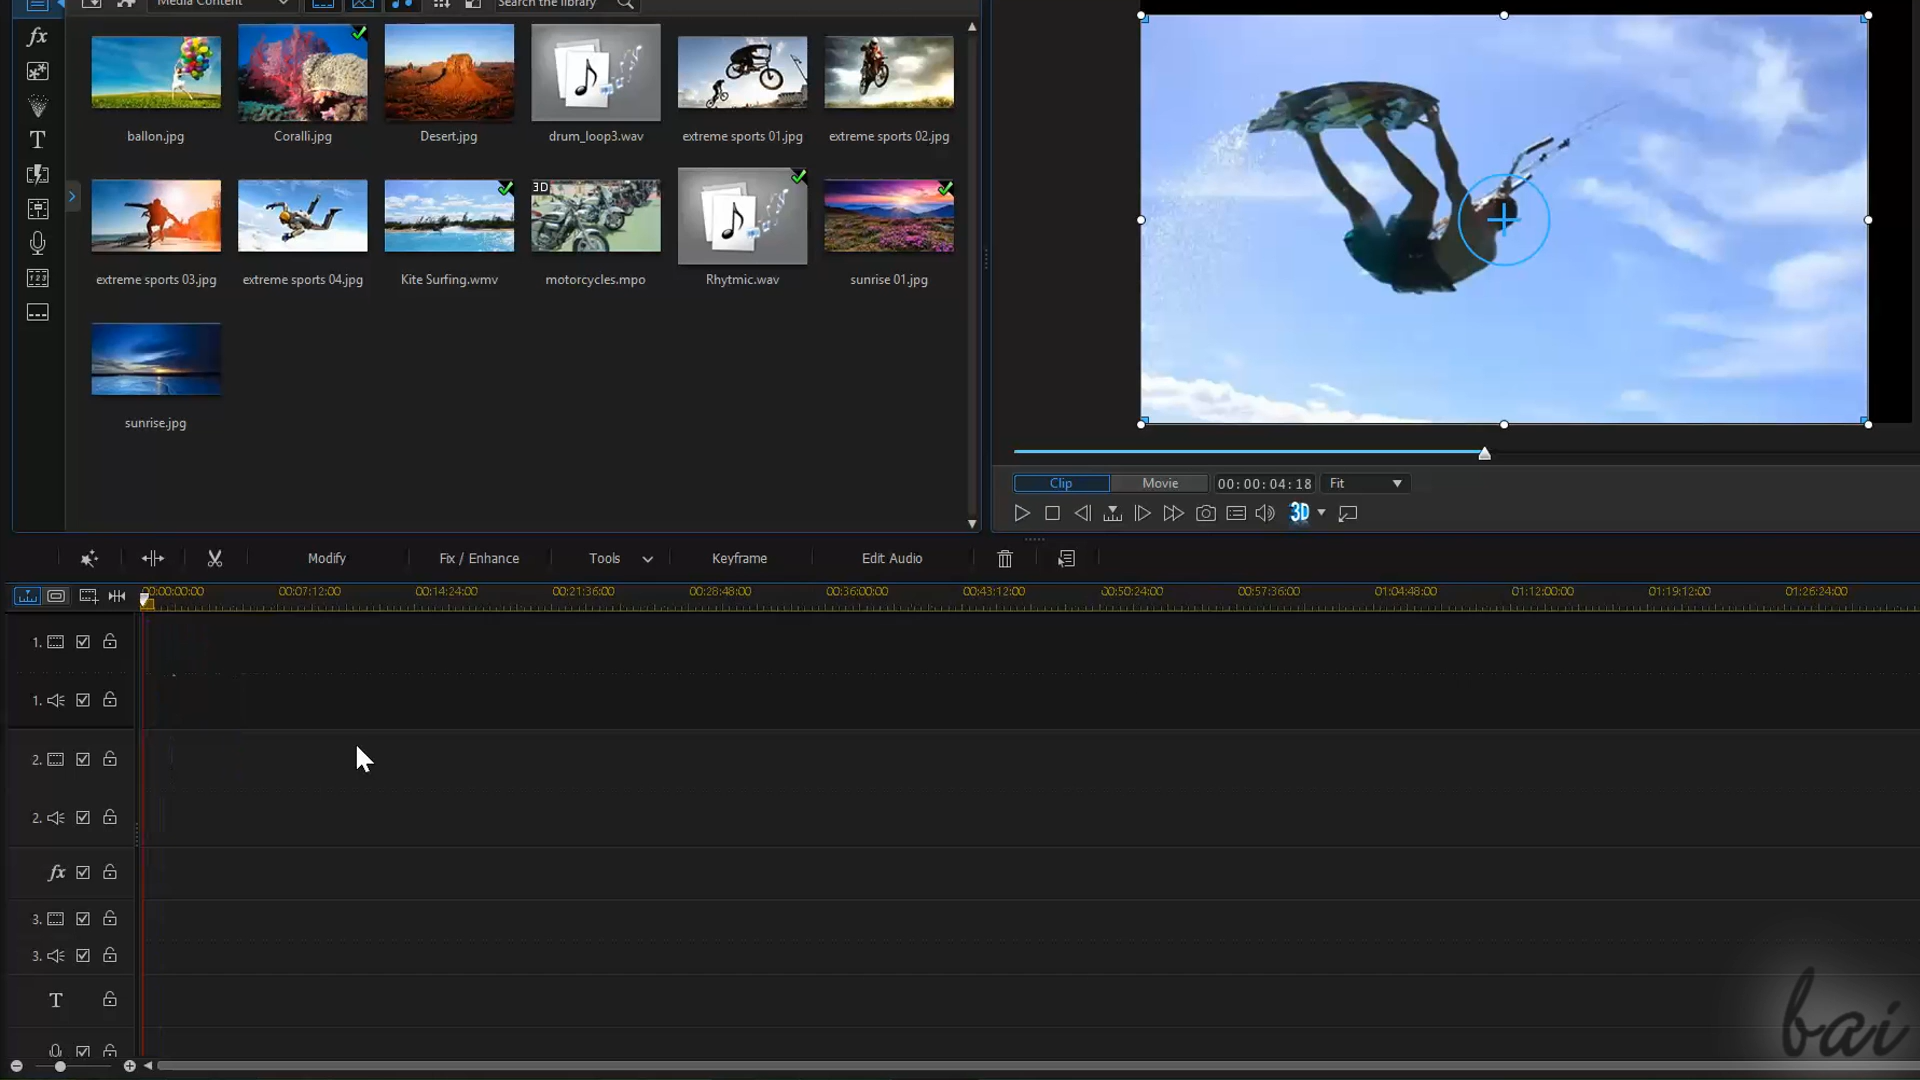 Media Content
Search the library
fx
ballon.jpg
Coralli.jpg
Desert.jpg
drum_loop3.wav
extreme sports 01.jpg
extreme sports 02.jpg
T
3D
extreme sports 03.jpg
extreme sports 04.jpg
Kite Surfing.wmv
motorcycles.mpo
Rhytmic.wav
sunrise 01.jpg
sunrise.jpg
Clip
Movie
00:00:04:18
Fit
3D
Modify
Fix / Enhance
Tools
Keyframe
Edit Audio
00:00:00:00
00:07:12:00
00:14:24:00
00:21:36:00
00:28:48:00
00:36:00:00
00:43:12:00
00:50:24:00
00:57:36:00
01:04:48:00
01:12:00:00
01:19:12:00
01:26:24:00
1.
1.
2.
2.
fx
3.
3.
T
bai